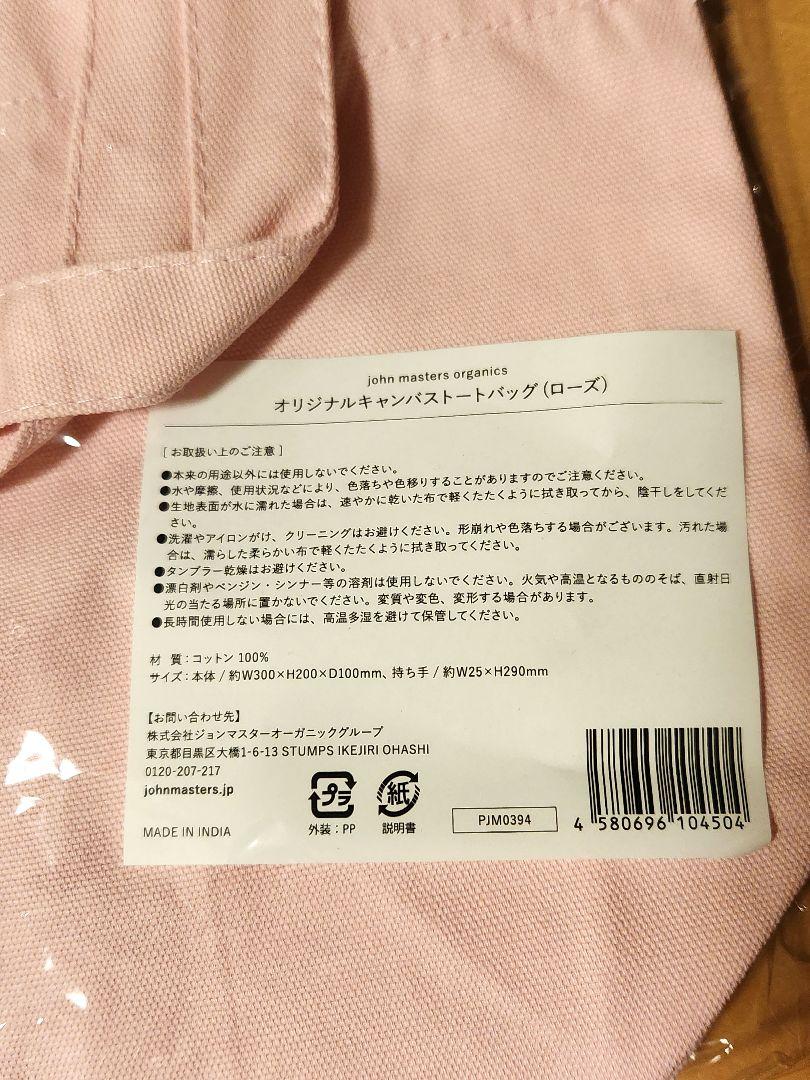 john masters organics
オリジナルキャンバストートバッグ(ローズ)
[ お取扱い上のご注意 ]
●本来の用途以外には使用しないでください。
●水や摩擦、使用状況などにより、色落ちや色移りすることがありますのでご注意ください。
●生地表面が水に濡れた場合は、速やかに乾いた布で軽くたたくように拭き取ってから、陰干しをしてくだ
さい。
●洗濯やアイロンがけ、クリーニングはお避けください。形崩れや色落ちする場合がございます。汚れた場
合は、濡らした柔らかい布で軽くたたくように拭き取ってください。
●タンブラー乾燥はお避けください。
●漂白剤やベンジン・シンナー等の溶剤は使用しないでください。火気や高温となるもののそば、直射日
光の当たる場所に置かないでください。変質や変色、変形する場合があります。
●長時間使用しない場合には、高温多湿を避けて保管してください。
材 質:コットン 100%
サイズ:本体 / 約W300×H200×D100mm、持ち手 / 約W25×H290mm
【お問い合わせ先】
株式会社ジョンマスターオーガニックグループ
東京都目黒区大橋1-6-13 STUMPS IKEJIRI OHASHI
0120-207-217
johnmasters.jp
MADE IN INDIA
プラ
外装:PP
紙
説明書
PJM0394
4 580696 104504